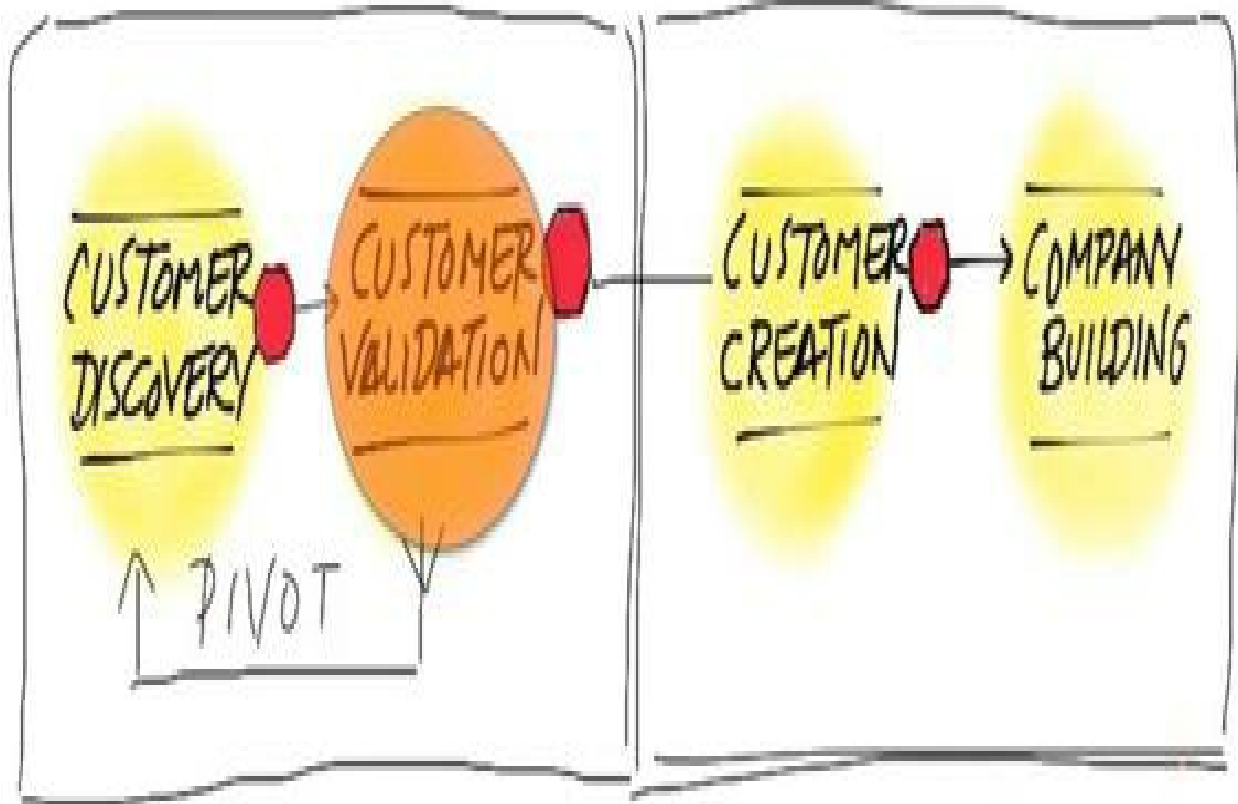 CUSTOMER
DISCOVERY
CUSTOMER
VALIDATION
CUSTOMER
CREATION
COMPANY
BUILDING
PIVOT